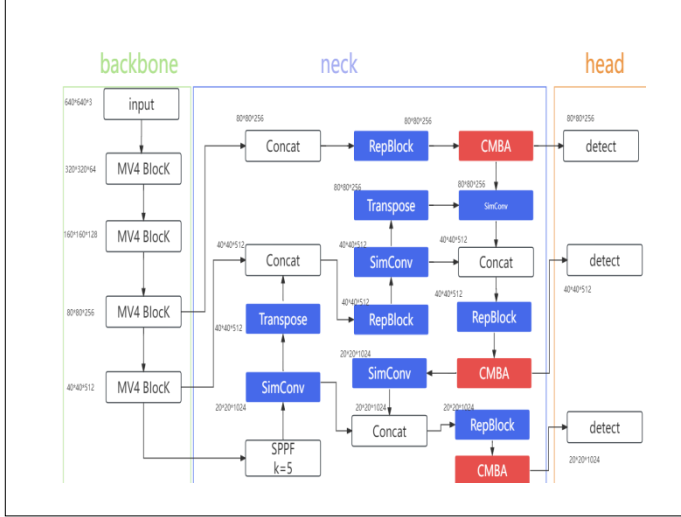 backbone
neck
head
640*640*3
input
320*320*64
MV4 BlocK
160*160*128
MV4 BlocK
80*80*256
MV4 BlocK
40*40*512
MV4 BlocK
80*80*256
Concat
80*80*256
RepBlock
CMBA
80*80*256
detect
80*80*256
Transpose
80*80*256
SimConv
40*40*512
Concat
40*40*512
SimConv
40*40*512
Concat
detect
40*40*512
40*40*512
Transpose
40*40*512
RepBlock
40*40*512
RepBlock
20*20*1024
SimConv
CMBA
SimConv
20*20*1024
20*20*1024
Concat
20*20*1024
RepBlock
detect
20*20*1024
SPPF
k=5
CMBA